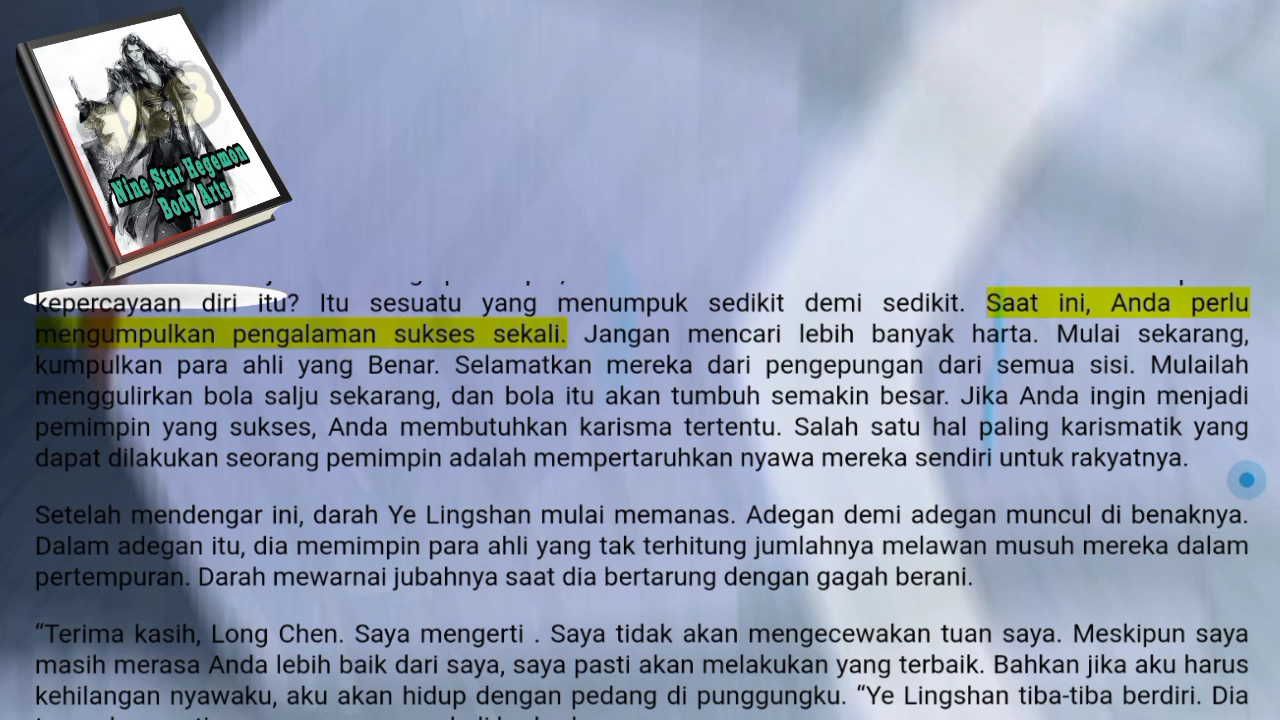 Nine Star Hegemon
Body Arts
kepercayaan diri itu? Itu sesuatu yang menumpuk sedikit demi sedikit. Saat ini, Anda perlu
mengumpulkan pengalaman sukses sekali. Jangan mencari lebih banyak harta. Mulai sekarang,
kumpulkan para ahli yang Benar. Selamatkan mereka dari pengepungan dari semua sisi. Mulailah
menggulirkan bola salju sekarang, dan bola itu akan tumbuh semakin besar. Jika Anda ingin menjadi
pemimpin yang sukses, Anda membutuhkan karisma tertentu. Salah satu hal paling karismatik yang
dapat dilakukan seorang pemimpin adalah mempertaruhkan nyawa mereka sendiri untuk rakyatnya.
Setelah mendengar ini, darah Ye Lingshan mulai memanas. Adegan demi adegan muncul di benaknya.
Dalam adegan itu, dia memimpin para ahli yang tak terhitung jumlahnya melawan musuh mereka dalam
pertempuran. Darah mewarnai jubahnya saat dia bertarung dengan gagah berani.
“Terima kasih, Long Chen. Saya mengerti . Saya tidak akan mengecewakan tuan saya. Meskipun saya
masih merasa Anda lebih baik dari saya, saya pasti akan melakukan yang terbaik. Bahkan jika aku harus
kehilangan nyawaku, aku akan hidup dengan pedang di punggungku. “Ye Lingshan tiba-tiba berdiri. Dia